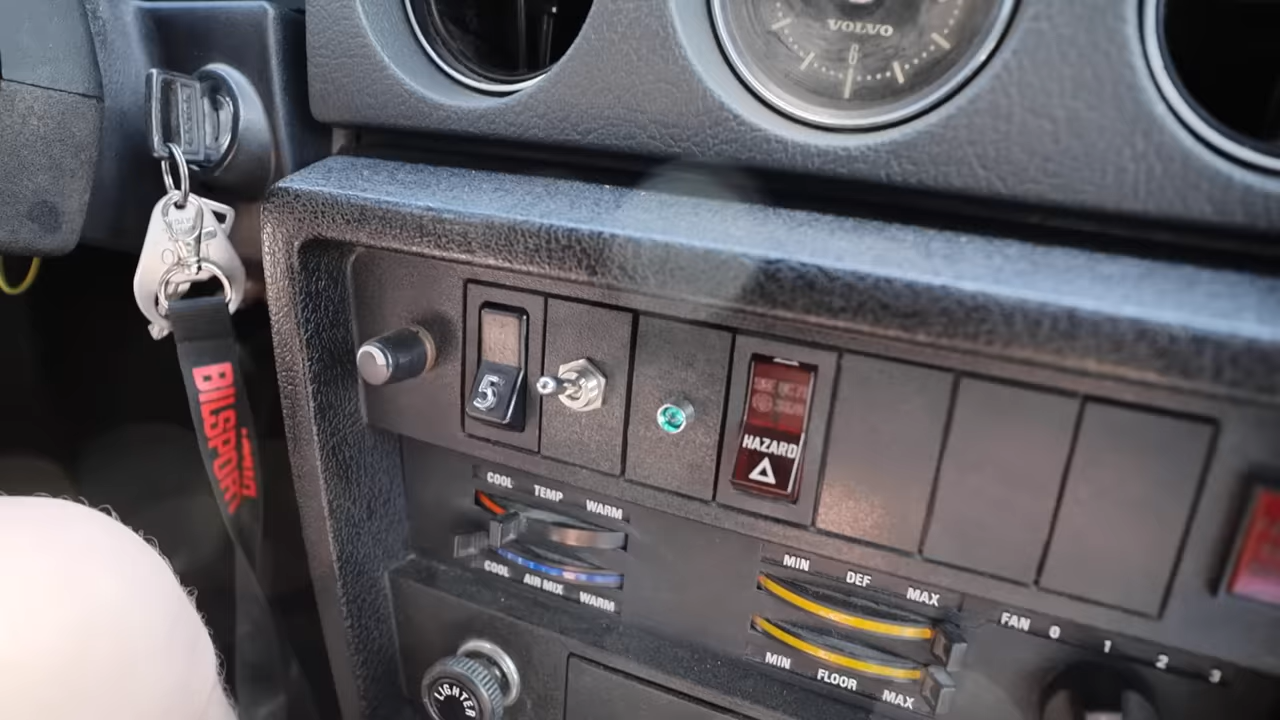 VOLVO
6
5
HAZARD
BILSPORT
COOL TEMP WARM
COOL AIR MIX WARM
MIN DEF MAX
MIN FLOOR MAX
FAN 0 1 2 3
LIGHTER